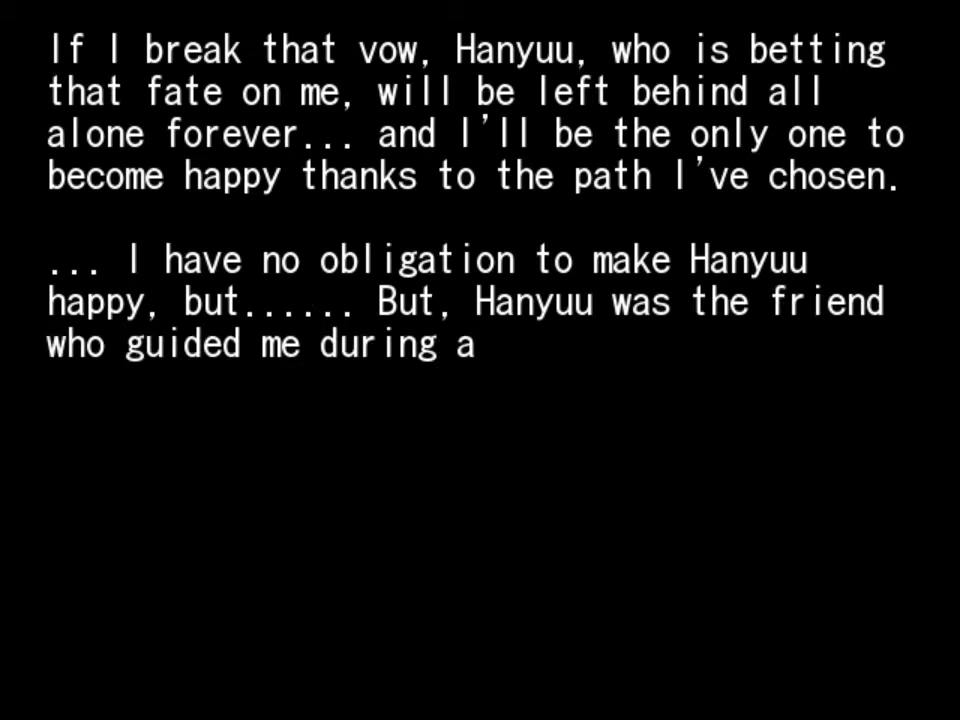 If I break that vow, Hanyuu, who is betting
that fate on me, will be left behind all
alone forever... and I'll be the only one to
become happy thanks to the path I've chosen.
... I have no obligation to make Hanyuu
happy, but...... But, Hanyuu was the friend
who guided me during a